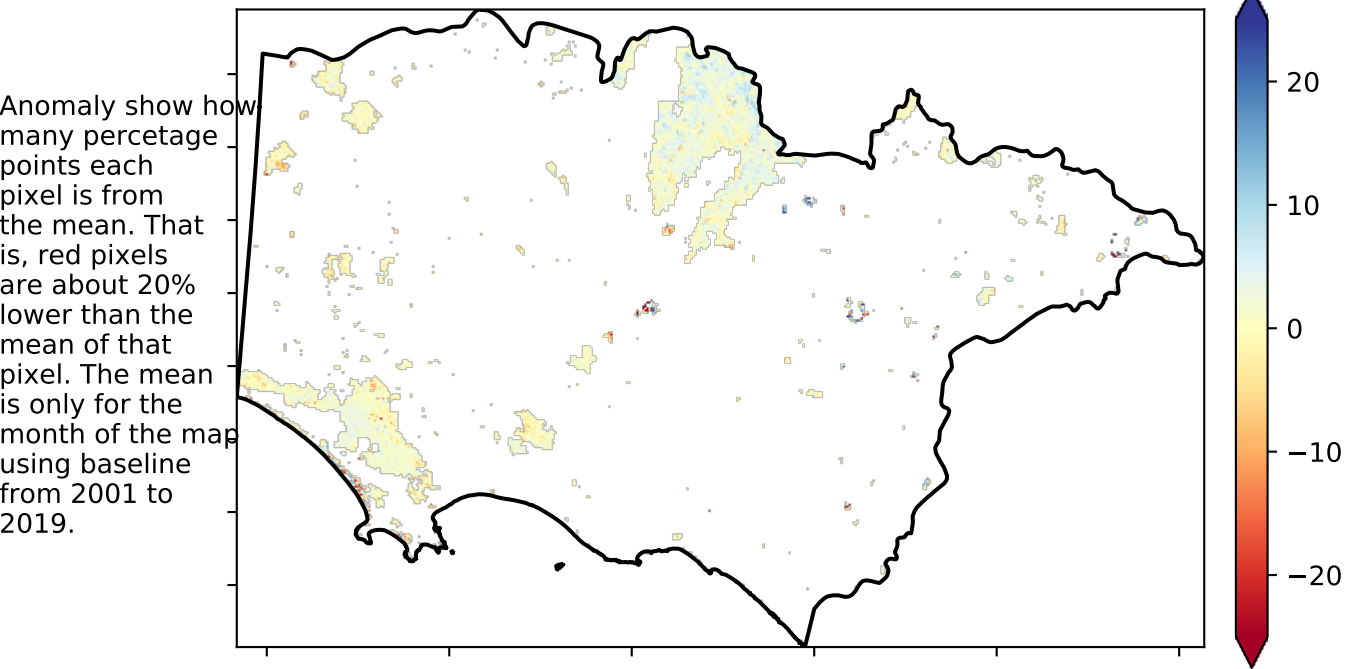 Anomaly show how
many percetage
points each
pixel is from
the mean. That
is, red pixels
are about 20%
lower than the
mean of that
pixel. The mean
is only for the
month of the map
using baseline
from 2001 to
2019.
20
10
0
−10
−20